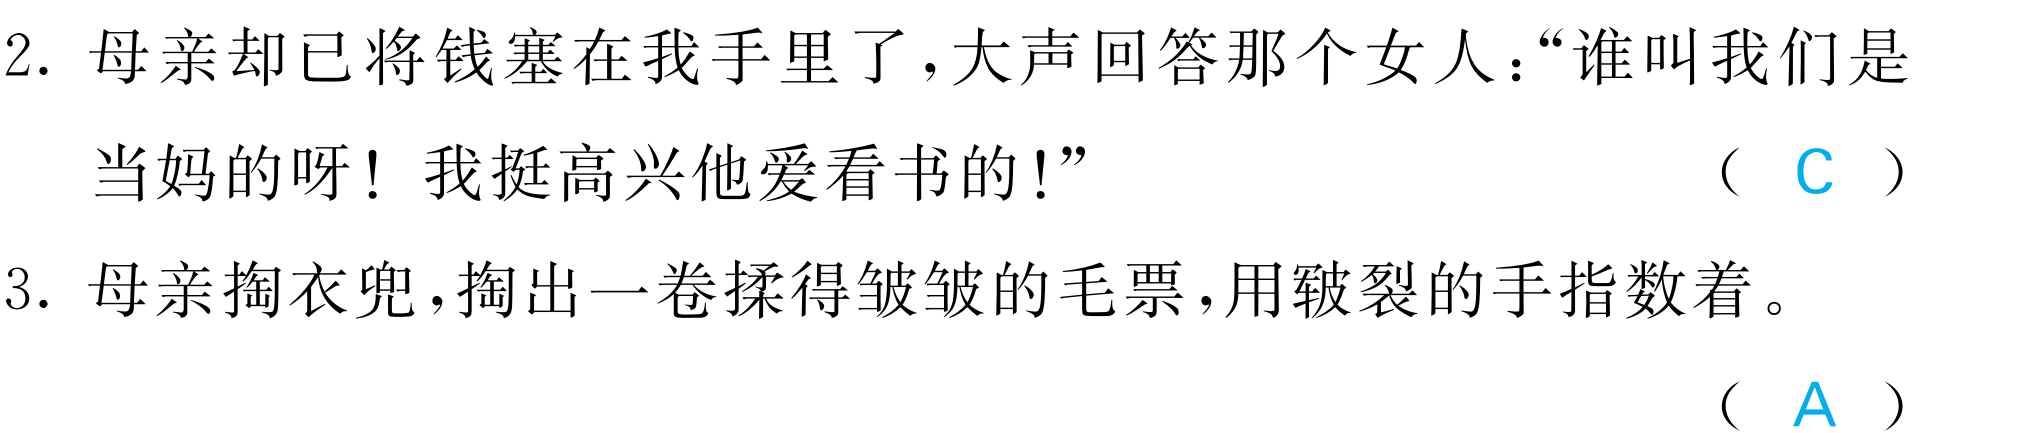 2. 母亲却已将钱塞在我手里了,大声回答那个女人:“谁叫我们是
当妈的呀! 我挺高兴他爱看书的!” ( C )
3. 母亲掏衣兜,掏出一卷揉得皱皱的毛票,用皲裂的手指数着。
( A )